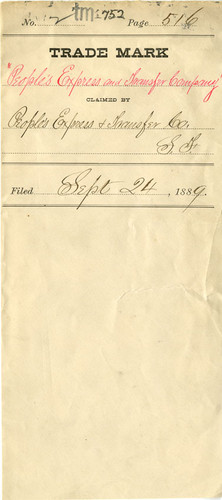 No. 2 tm 752 Page 516
TRADE MARK
"People's Express and Transfer Company"
CLAIMED BY
People's Express & Transfer Co.
S. F.
Filed Sept 24, 1889.